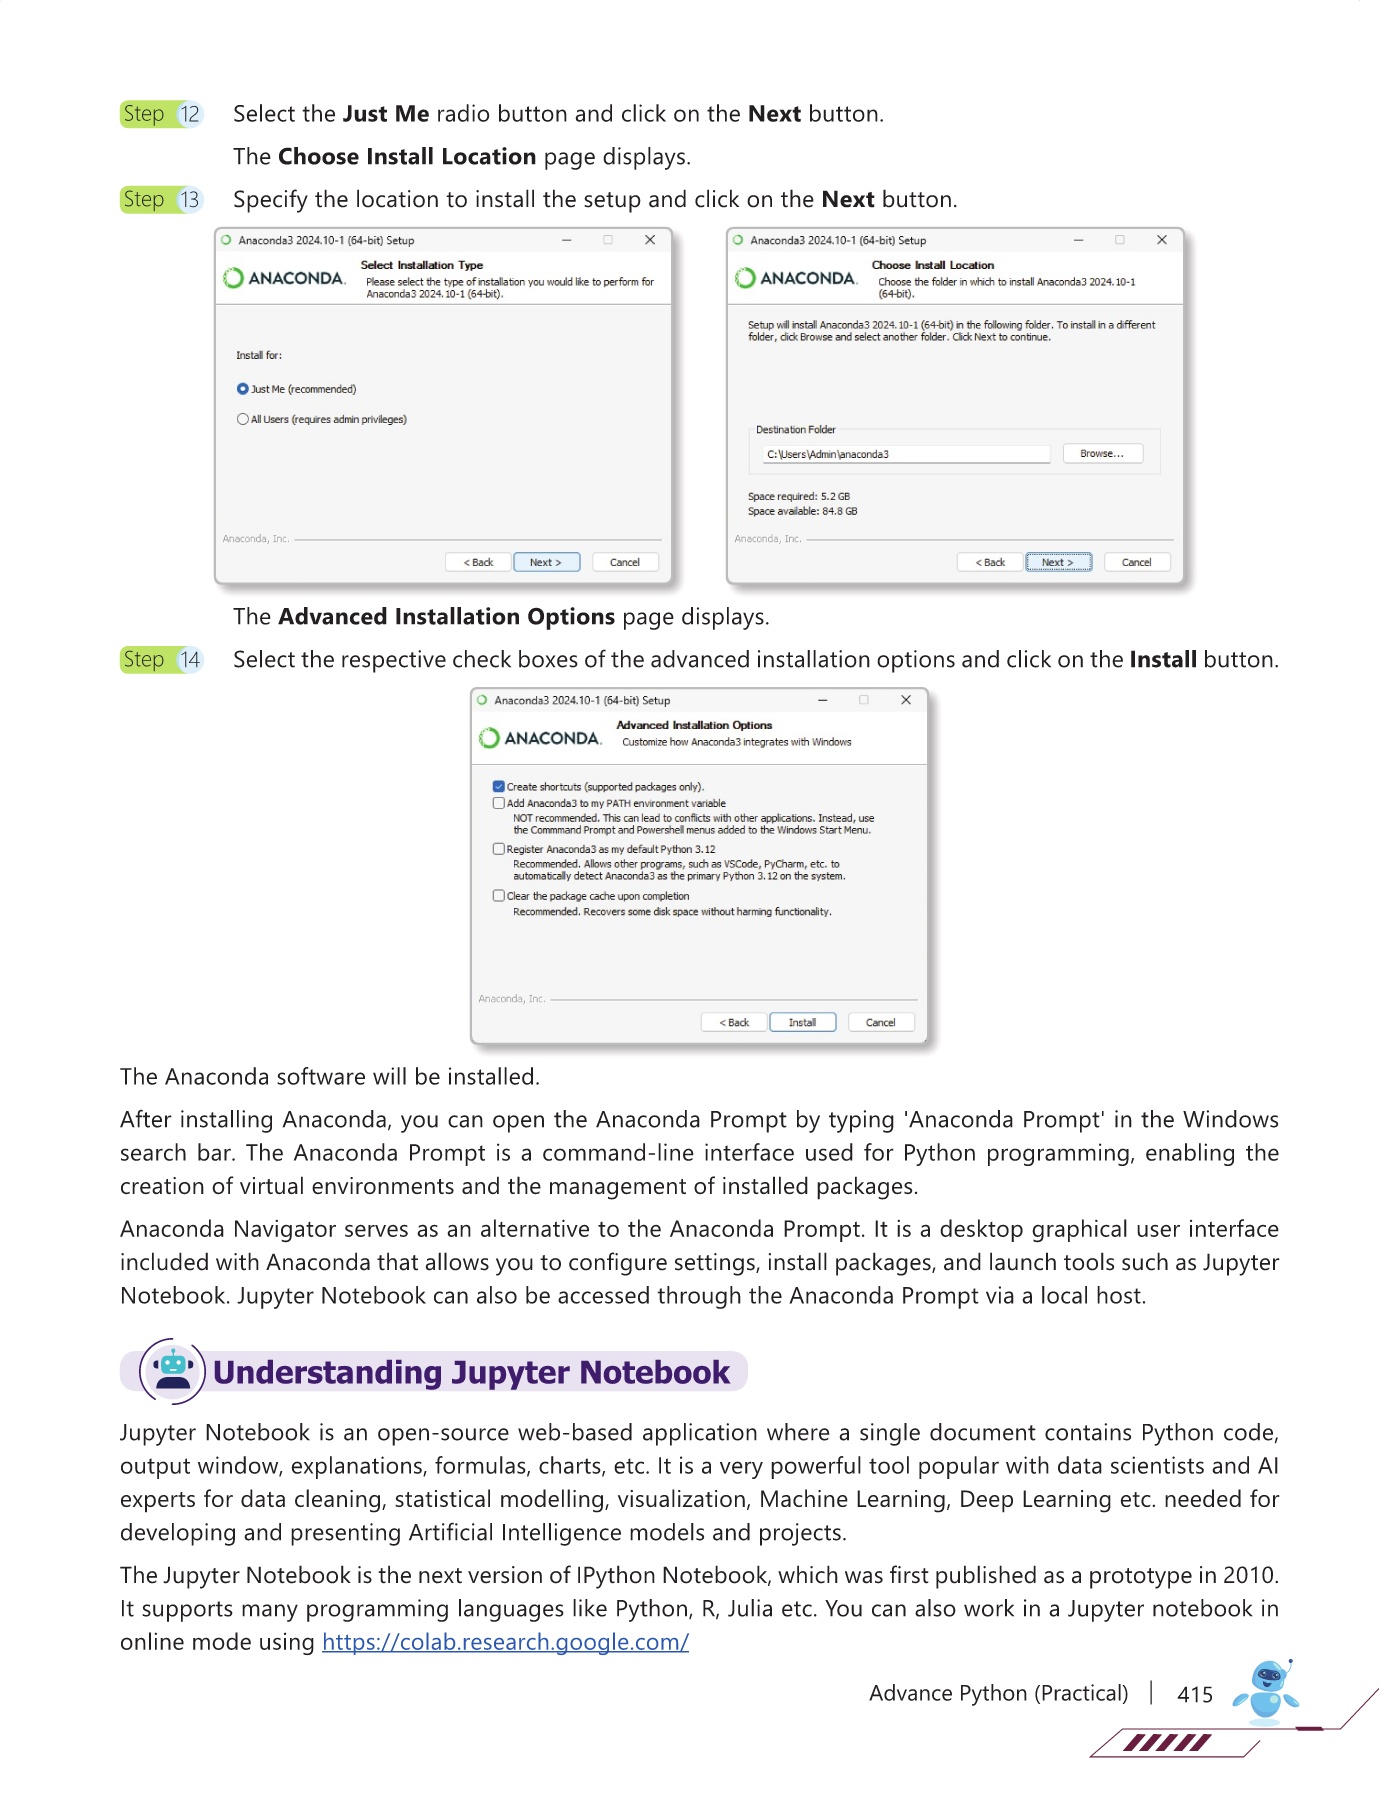 Step 12 Select the Just Me radio button and click on the Next button.
The Choose Install Location page displays.
Step 13 Specify the location to install the setup and click on the Next button.
Anaconda3 2024.10-1 (64-bit) Setup
ANACONDA.
Select Installation Type
Please select the type of installation you would like to perform for
Anaconda3 2024.10-1 (64-bit).
Install for:
Just Me (recommended)
All Users (requires admin privileges)
Anaconda, Inc.
< Back Next > Cancel
Anaconda3 2024.10-1 (64-bit) Setup
ANACONDA.
Choose Install Location
Choose the folder in which to install Anaconda3 2024.10-1
(64-bit).
Setup will install Anaconda3 2024.10-1 (64-bit) in the following folder. To install in a different
folder, click Browse and select another folder. Click Next to continue.
Destination Folder
C:\Users\Admin\anaconda3 Browse...
Space required: 5.2 GB
Space available: 84.8 GB
Anaconda, Inc.
< Back Next > Cancel
The Advanced Installation Options page displays.
Step 14 Select the respective check boxes of the advanced installation options and click on the Install button.
Anaconda3 2024.10-1 (64-bit) Setup
ANACONDA.
Advanced Installation Options
Customize how Anaconda3 integrates with Windows
Create shortcuts (supported packages only).
Add Anaconda3 to my PATH environment variable
NOT recommended. This can lead to conflicts with other applications. Instead, use
the Commmand Prompt and Powershell menus added to the Windows Start Menu.
Register Anaconda3 as my default Python 3.12
Recommended. Allows other programs, such as VSCode, PyCharm, etc. to
automatically detect Anaconda3 as the primary Python 3.12 on the system.
Clear the package cache upon completion
Recommended. Recovers some disk space without harming functionality.
Anaconda, Inc.
< Back Install Cancel
The Anaconda software will be installed.
After installing Anaconda, you can open the Anaconda Prompt by typing 'Anaconda Prompt' in the Windows
search bar. The Anaconda Prompt is a command-line interface used for Python programming, enabling the
creation of virtual environments and the management of installed packages.
Anaconda Navigator serves as an alternative to the Anaconda Prompt. It is a desktop graphical user interface
included with Anaconda that allows you to configure settings, install packages, and launch tools such as Jupyter
Notebook. Jupyter Notebook can also be accessed through the Anaconda Prompt via a local host.
Understanding Jupyter Notebook
Jupyter Notebook is an open-source web-based application where a single document contains Python code,
output window, explanations, formulas, charts, etc. It is a very powerful tool popular with data scientists and AI
experts for data cleaning, statistical modelling, visualization, Machine Learning, Deep Learning etc. needed for
developing and presenting Artificial Intelligence models and projects.
The Jupyter Notebook is the next version of IPython Notebook, which was first published as a prototype in 2010.
It supports many programming languages like Python, R, Julia etc. You can also work in a Jupyter notebook in
online mode using https://colab.research.google.com/
Advance Python (Practical) | 415